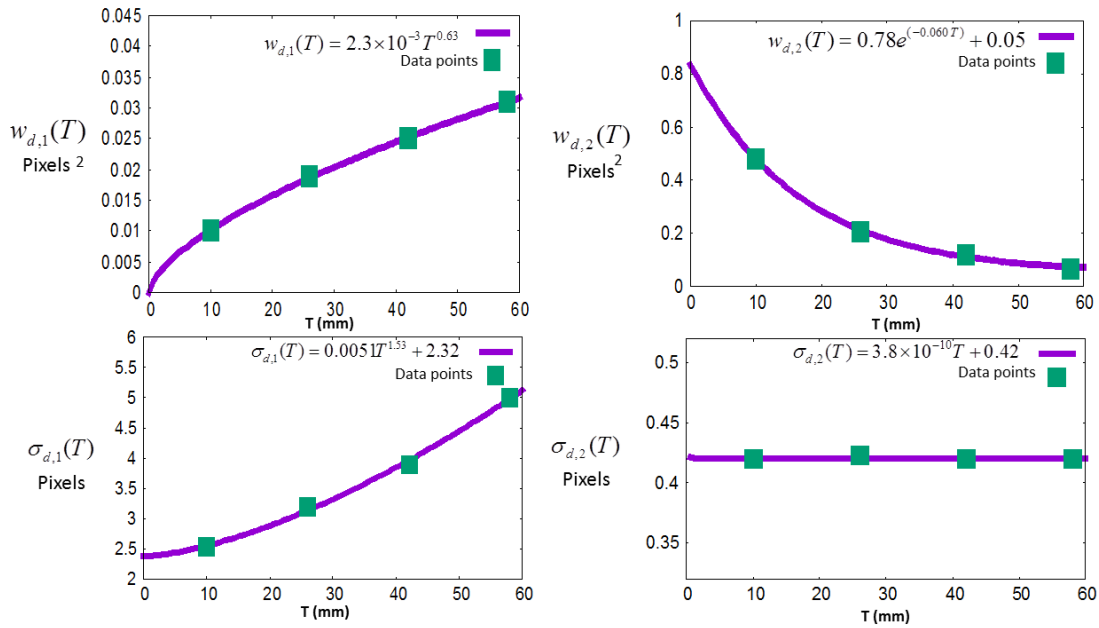 0.045
0.04
0.035
0.03
0.025
0.02
0.015
0.01
0.005
0
w_{d,1}(T)
Pixels ²
w_{d,1}(T) = 2.3×10⁻³T^{0.63}
Data points
0 10 20 30 40 50 60
T (mm)
1
0.8
0.6
0.4
0.2
0
w_{d,2}(T)
Pixels²
w_{d,2}(T) = 0.78e^{(−0.060T)} + 0.05
Data points
0 10 20 30 40 50 60
T (mm)
6
5.5
5
4.5
4
3.5
3
2.5
2
σ_{d,1}(T)
Pixels
σ_{d,1}(T) = 0.0051T^{1.53} + 2.32
Data points
0 10 20 30 40 50 60
T (mm)
0.5
0.45
0.4
0.35
σ_{d,2}(T)
Pixels
σ_{d,2}(T) = 3.8×10⁻¹⁰T + 0.42
Data points
0 10 20 30 40 50 60
T (mm)